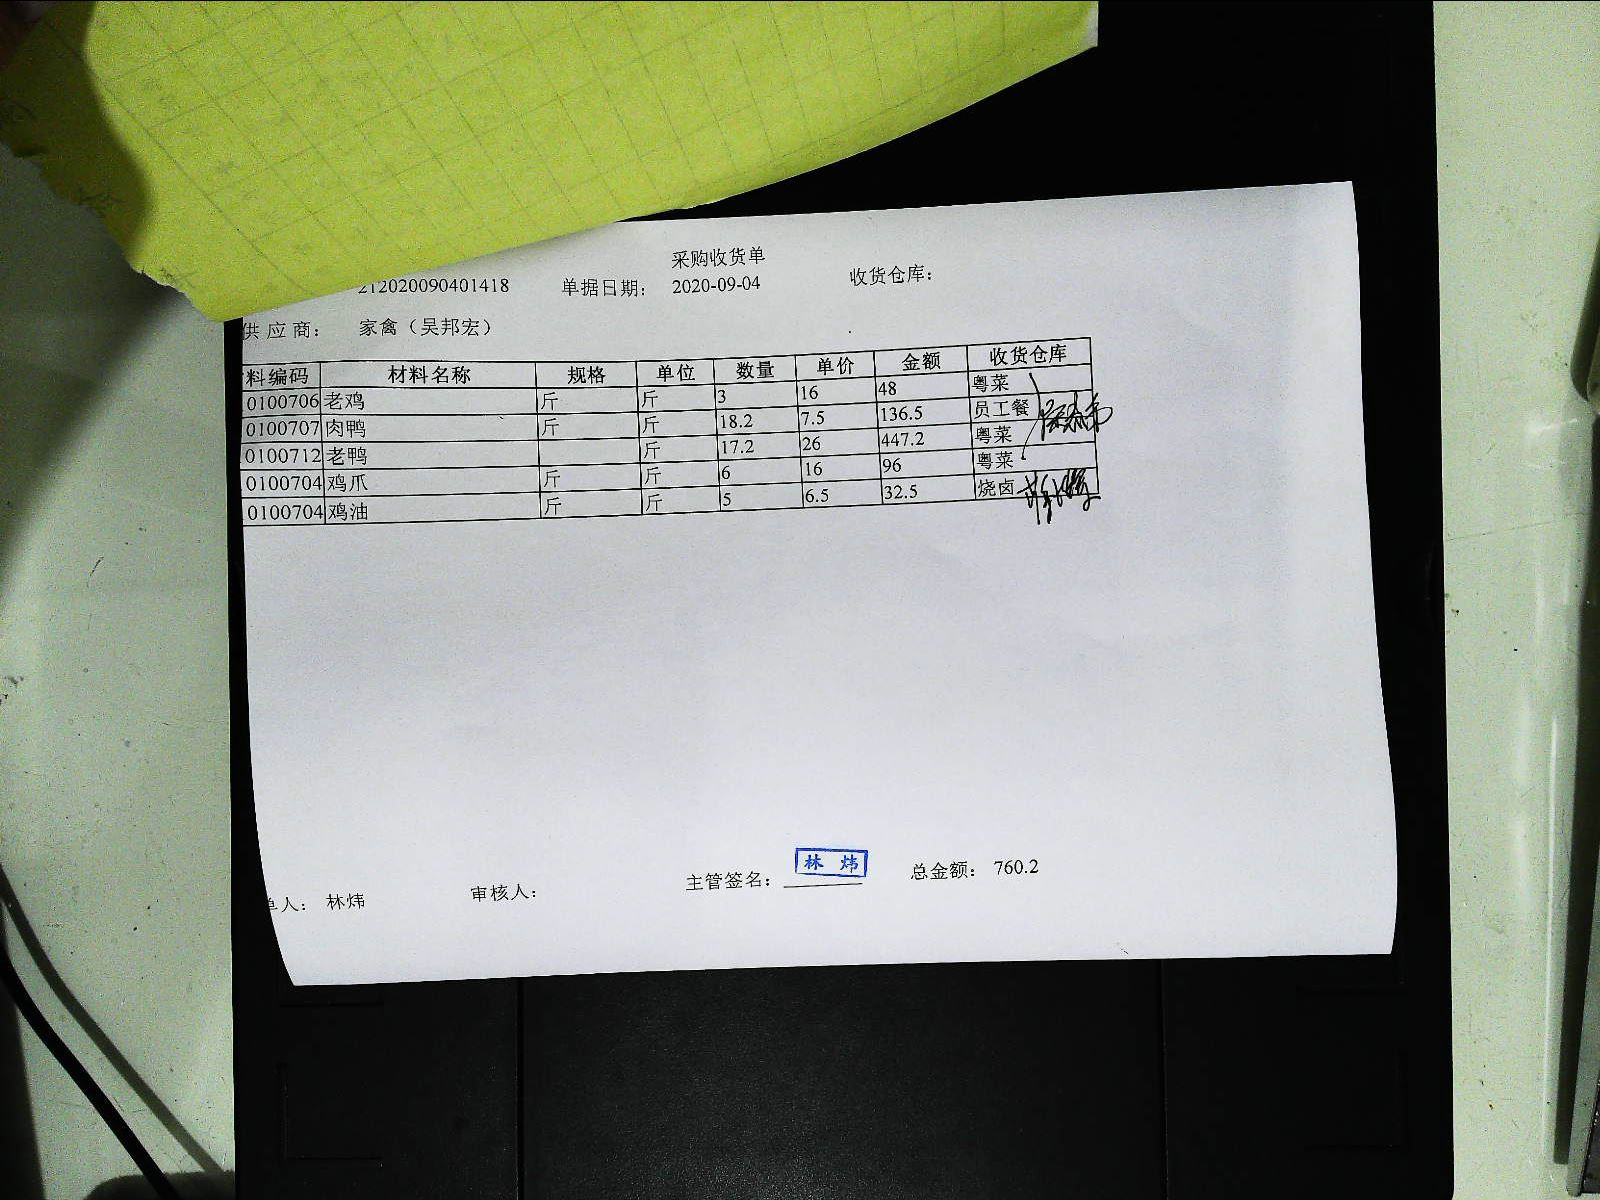 采购收货单
212020090401418 单据日期： 2020-09-04 收货仓库：
供应商： 家禽（吴邦宏）
料编码 材料名称 规格 单位 数量 单价 金额 收货仓库
0100706 老鸡 斤 斤 3 16 48 粤菜
0100707 肉鸭 斤 斤 18.2 7.5 136.5 员工餐
0100712 老鸭 斤 17.2 26 447.2 粤菜
0100704 鸡爪 斤 斤 6 16 96 粤菜
0100704 鸡油 斤 斤 5 6.5 32.5 烧卤
单人： 林炜 审核人： 主管签名： 林 炜 总金额： 760.2